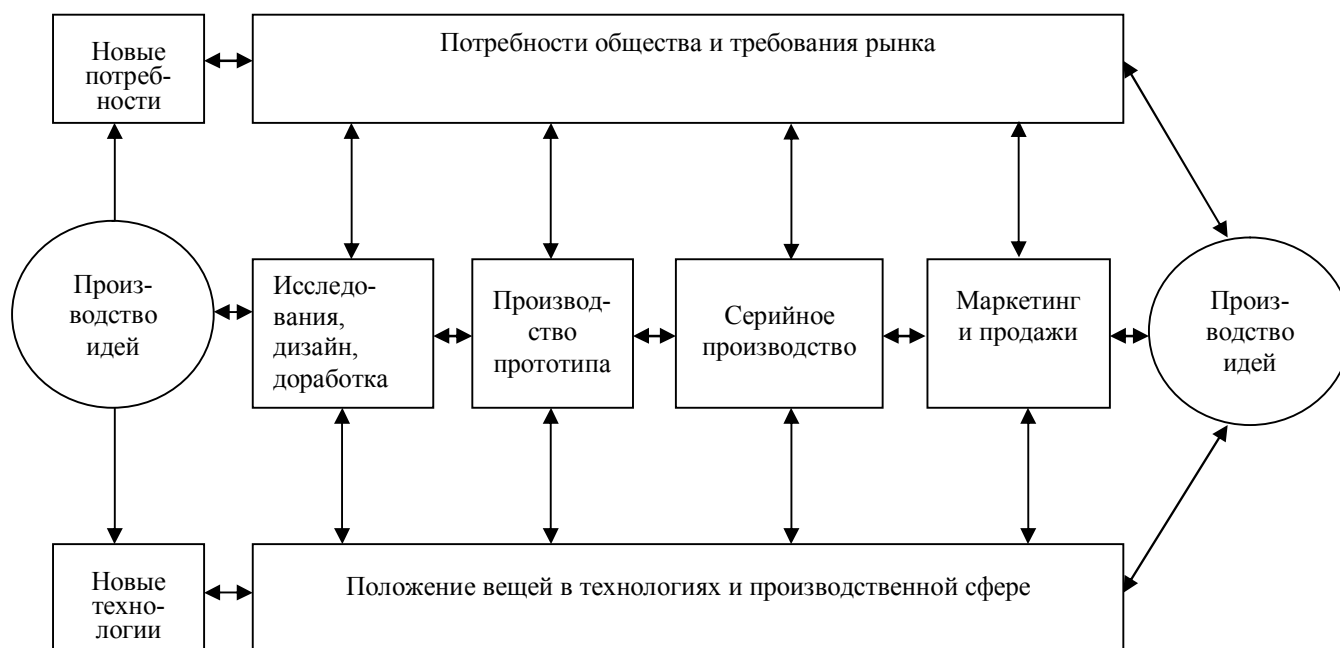 Новые
потреб-
ности
Потребности общества и требования рынка
Произ-
водство
идей
Исследо-
вания,
дизайн,
доработка
Производ-
ство
прототипа
Серийное
производство
Маркетинг
и продажи
Произ-
водство
идей
Новые
техно-
логии
Положение вещей в технологиях и производственной сфере